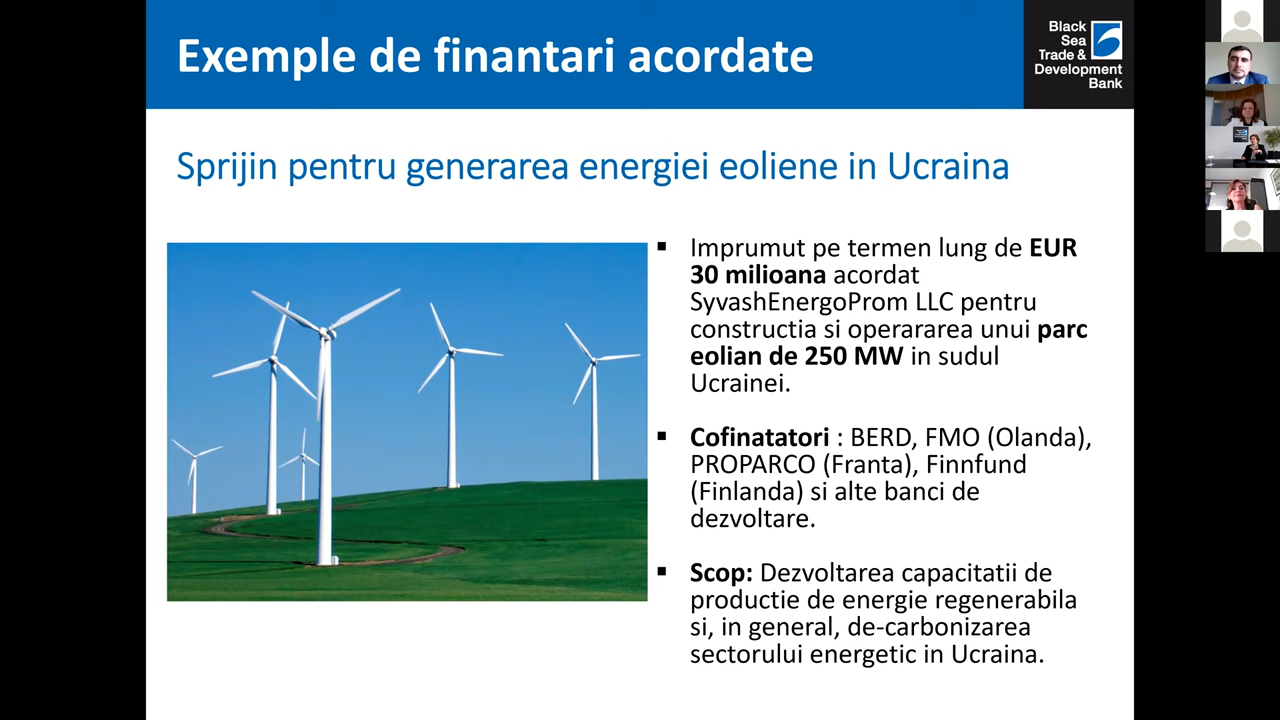 Exemple de finantari acordate
Black
Sea
Trade &
Development
Bank
Sprijin pentru generarea energiei eoliene in Ucraina
▪ Imprumut pe termen lung de EUR
30 milioana acordat
SyvashEnergoProm LLC pentru
constructia si operararea unui parc
eolian de 250 MW in sudul
Ucrainei.
▪ Cofinatatori : BERD, FMO (Olanda),
PROPARCO (Franta), Finnfund
(Finlanda) si alte banci de
dezvoltare.
▪ Scop: Dezvoltarea capacitatii de
productie de energie regenerabila
si, in general, de-carbonizarea
sectorului energetic in Ucraina.